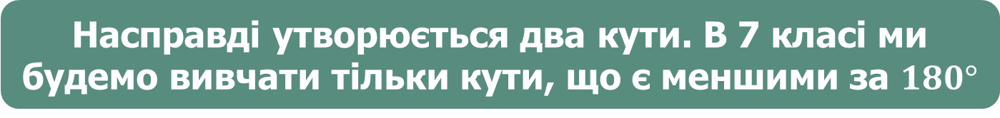 Насправді утворюється два кути. В 7 класі ми
будемо вивчати тільки кути, що є меншими за 180°